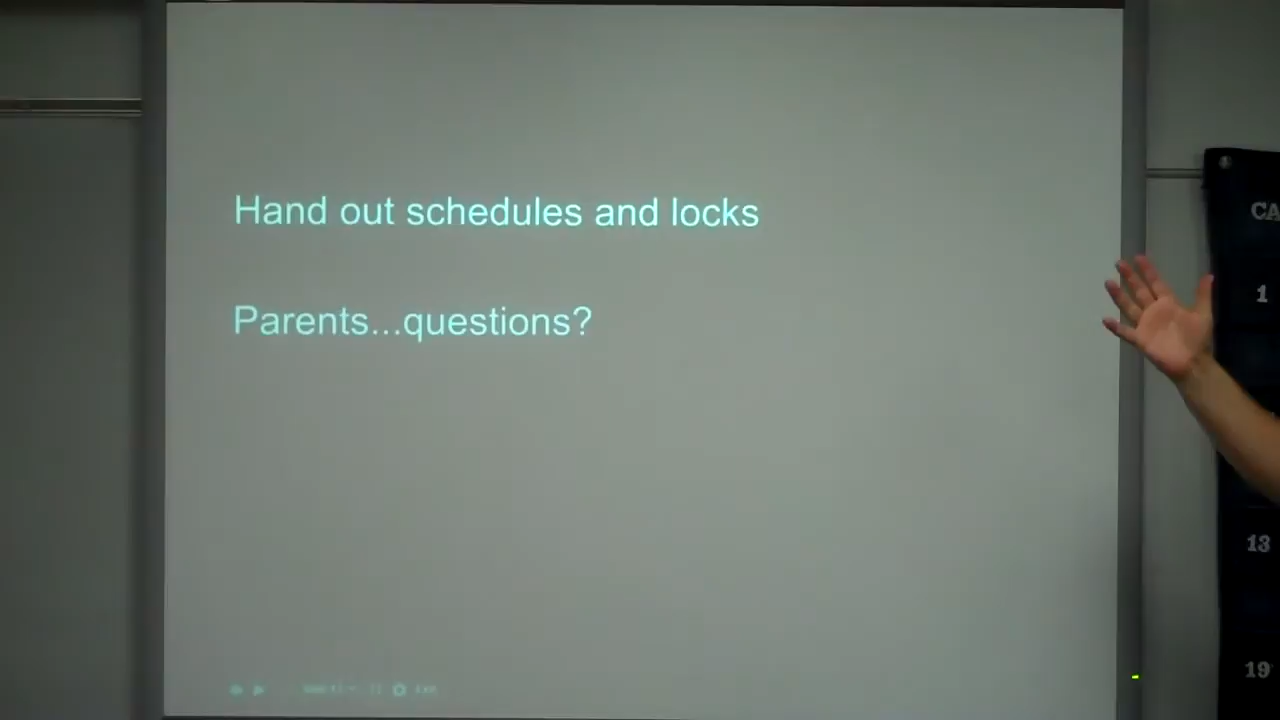 Hand out schedules and locks
Parents...questions?
CA
1
13
19